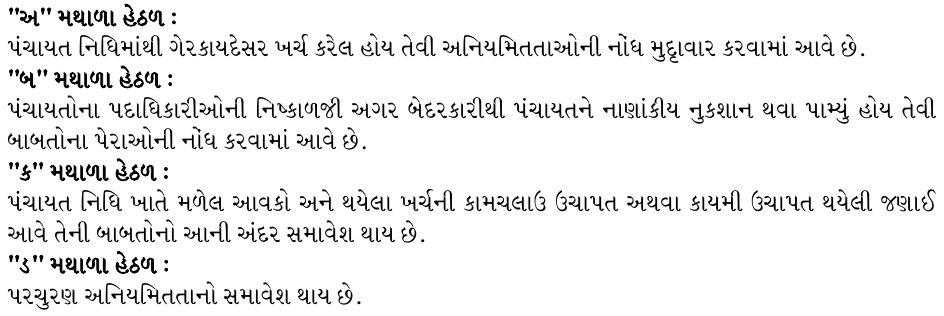 "અ" મથાળા હેઠળ :
પંચાયત નિધિમાંથી ગેરકાયદેસર ખર્ચ કરેલ હોય તેવી અનિયમિતતાઓની નોંધ મુદ્દાવાર કરવામાં આવે છે.
"બ" મથાળા હેઠળ :
પંચાયતોના પદાધિકારીઓની નિષ્કાળજી અગર બેદરકારીથી પંચાયતને નાણાંકીય નુકશાન થવા પામ્યું હોય તેવી
બાબતોના પેરાઓની નોંધ કરવામાં આવે છે.
"ક" મથાળા હેઠળ :
પંચાયત નિધિ ખાતે મળેલ આવકો અને થયેલા ખર્ચની કામચલાઉ ઉચાપત અથવા કાયમી ઉચાપત થયેલી જણાઈ
આવે તેની બાબતોનો આની અંદર સમાવેશ થાય છે.
"ડ" મથાળા હેઠળ :
પરચુરણ અનિયમિતતાનો સમાવેશ થાય છે.